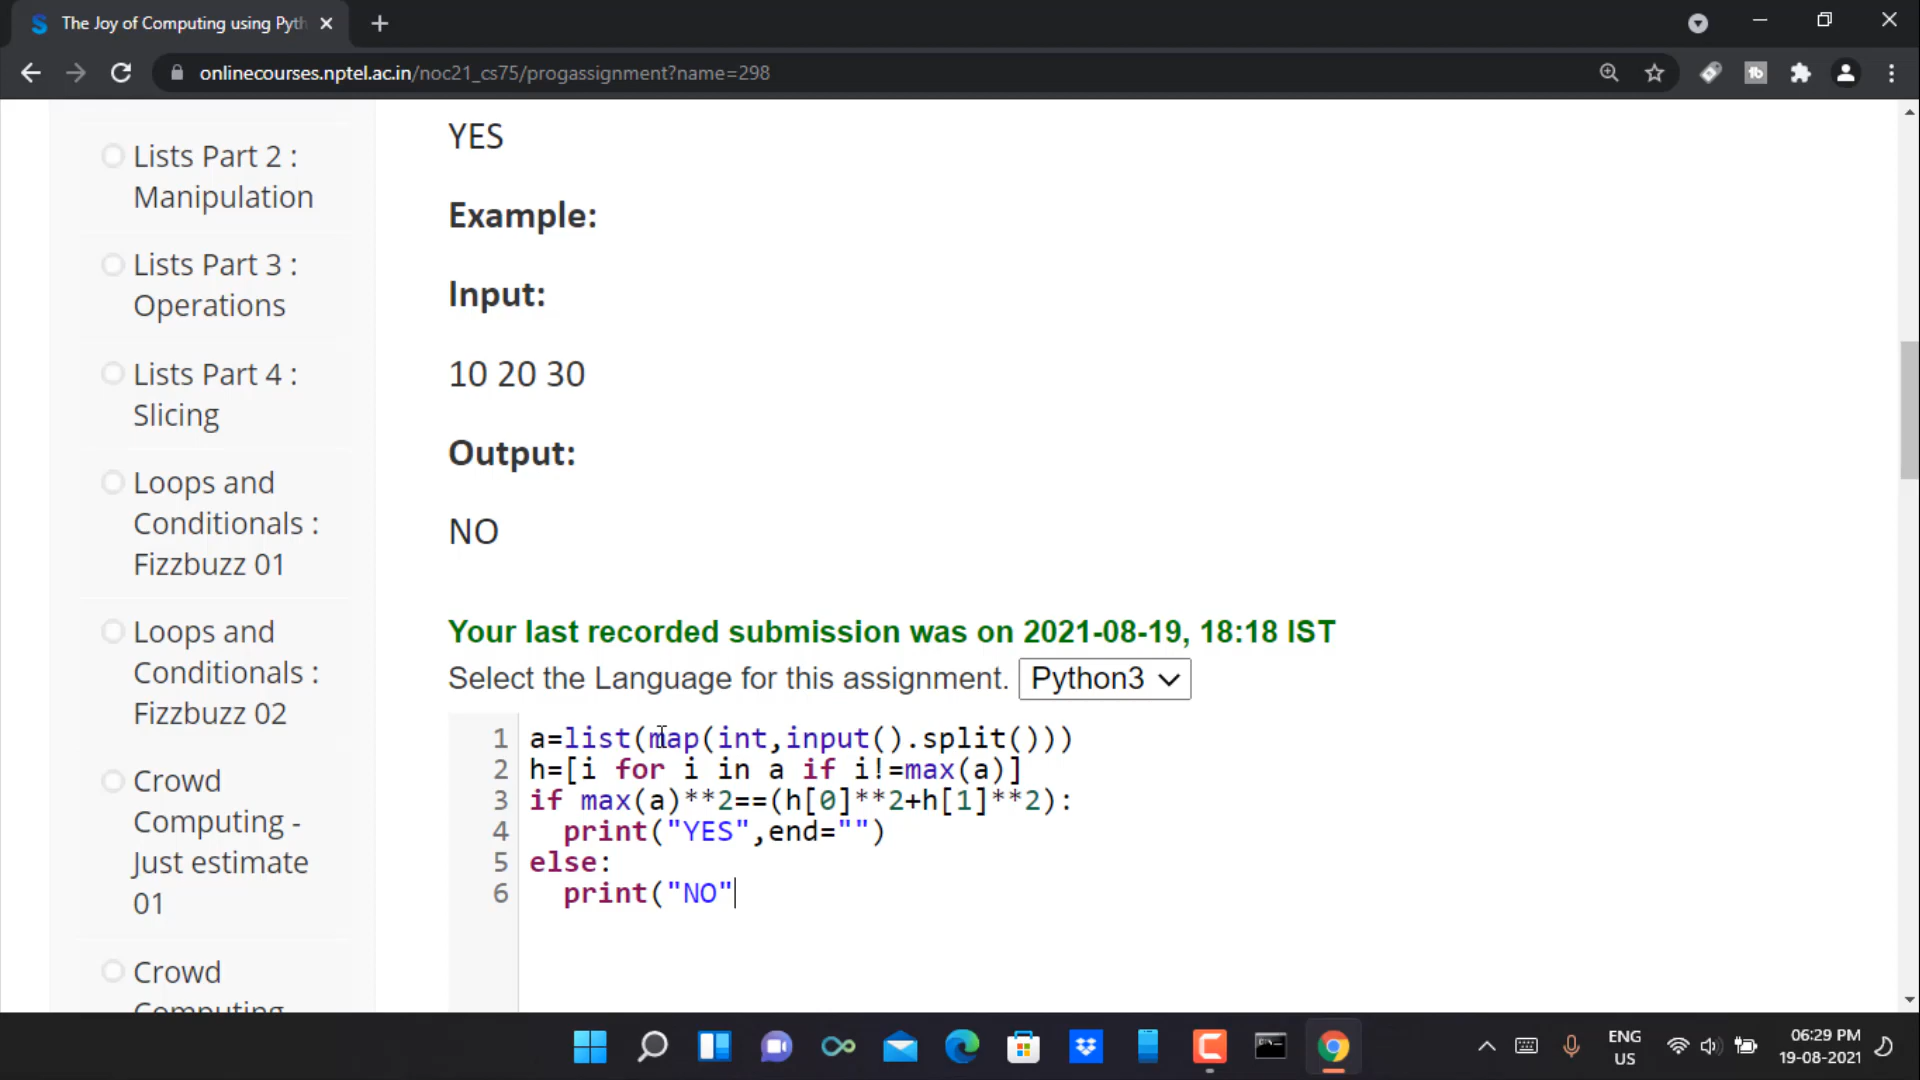 The Joy of Computing using Pyth
onlinecourses.nptel.ac.in/noc21_cs75/progassignment?name=298
Lists Part 2 :
Manipulation
Lists Part 3 :
Operations
Lists Part 4 :
Slicing
Loops and
Conditionals :
Fizzbuzz 01
Loops and
Conditionals :
Fizzbuzz 02
Crowd
Computing -
Just estimate
01
Crowd
Computing
YES
Example:
Input:
10 20 30
Output:
NO
Your last recorded submission was on 2021-08-19, 18:18 IST
Select the Language for this assignment. Python3
1 a=list(map(int,input().split()))
2 h=[i for i in a if i!=max(a)]
3 if max(a)**2==(h[0]**2+h[1]**2):
4 print("YES",end="")
5 else:
6 print("NO"
ENG
US
06:29 PM
19-08-2021